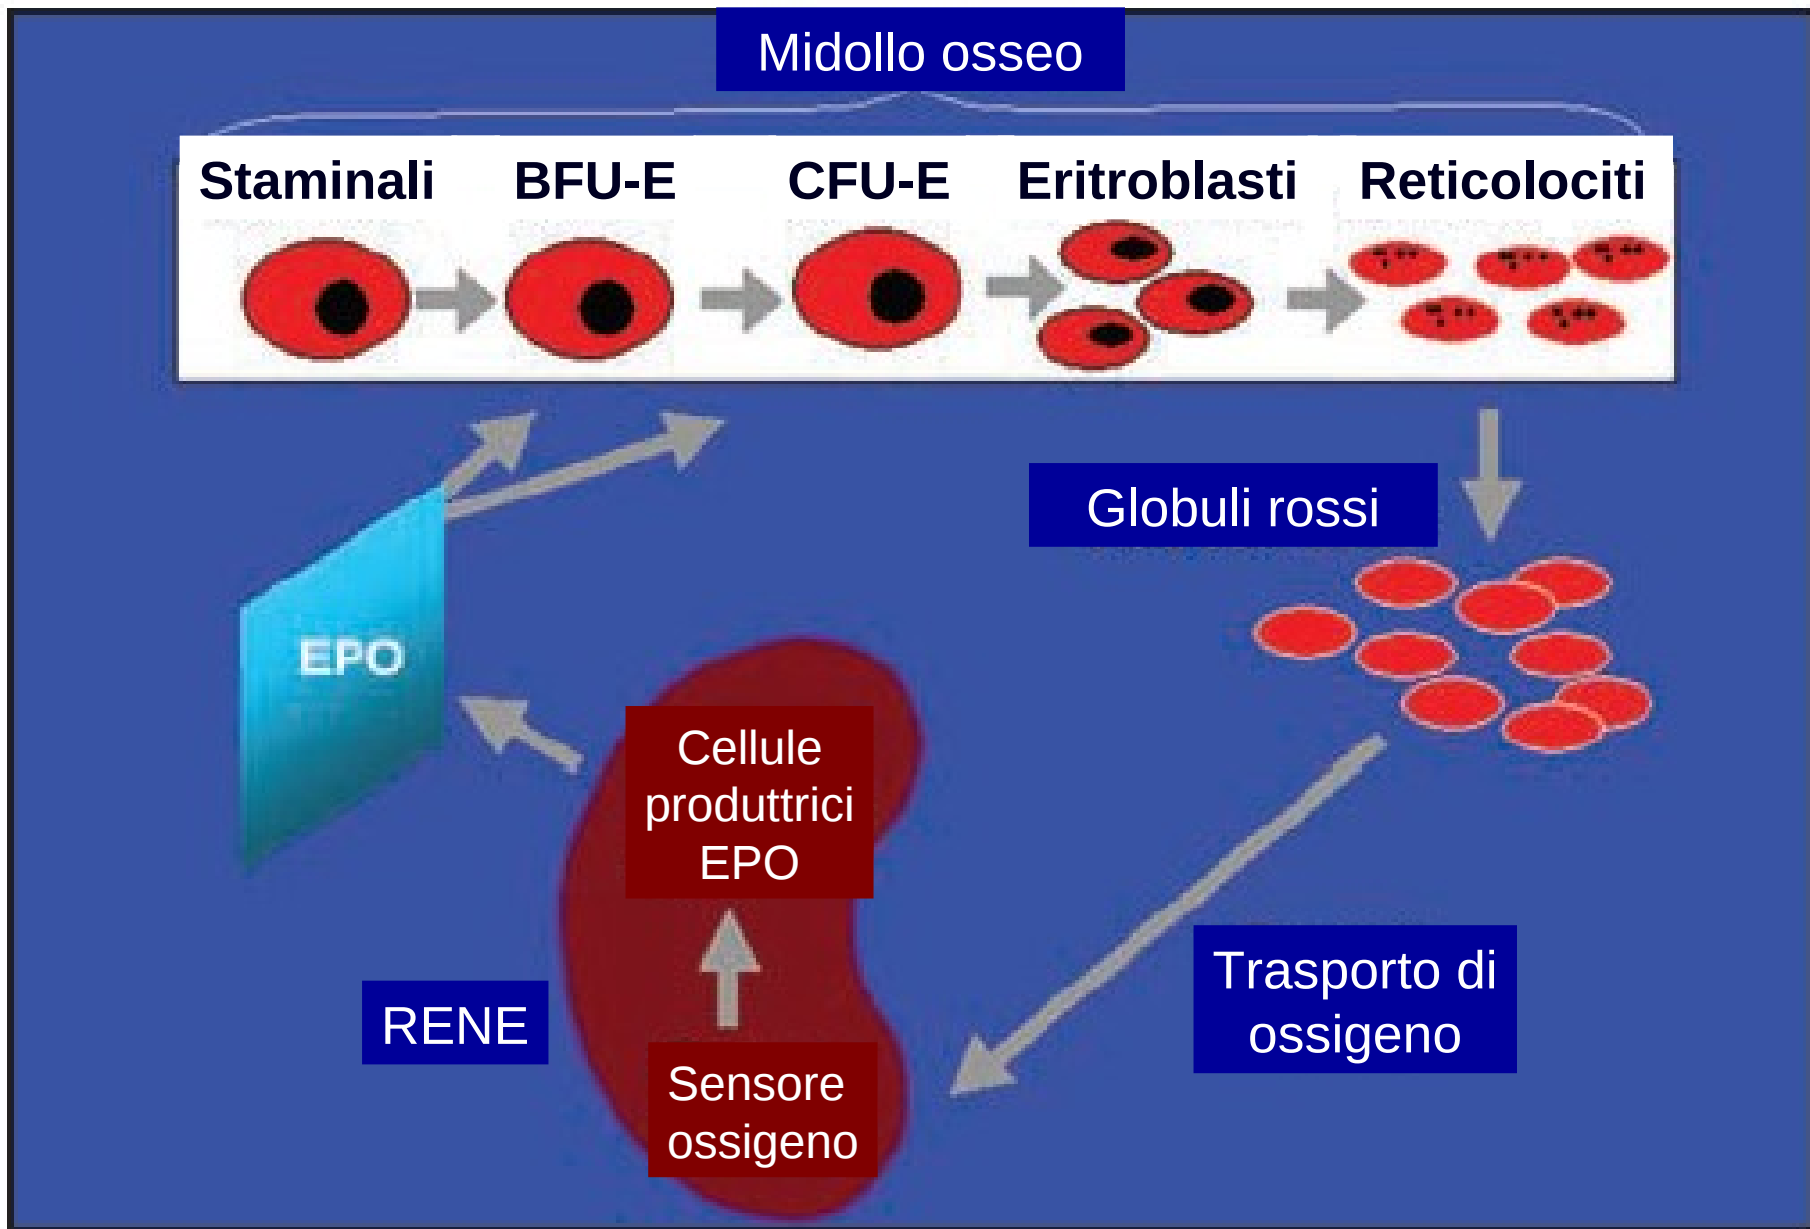 Midollo osseo
Staminali BFU-E CFU-E Eritroblasti Reticolociti
Globuli rossi
EPO
Cellule
produttrici
EPO
Trasporto di
ossigeno
RENE
Sensore
ossigeno